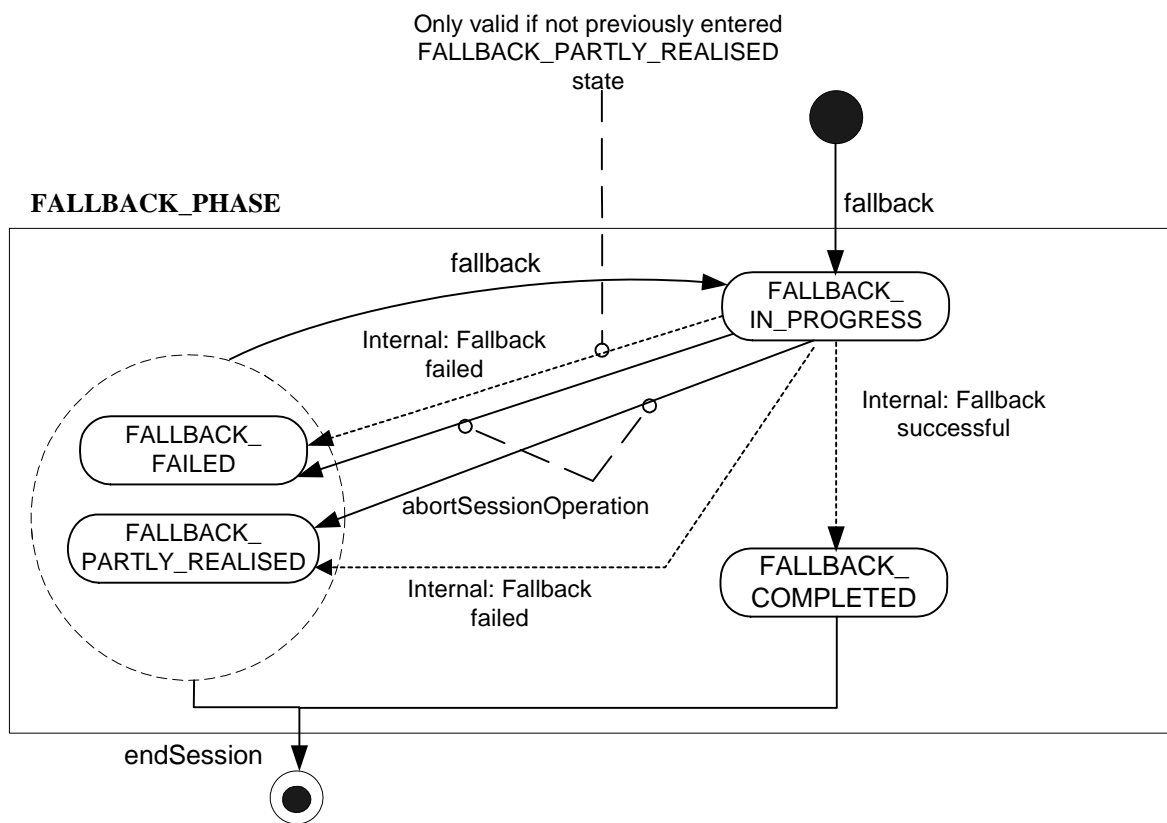 Only valid if not previously entered
FALLBACK_PARTLY_REALISED
state
fallback
FALLBACK_PHASE
fallback
FALLBACK_
IN_PROGRESS
Internal: Fallback
failed
Internal: Fallback
successful
FALLBACK_
FAILED
abortSessionOperation
FALLBACK_
PARTLY_REALISED
Internal: Fallback
failed
FALLBACK_
COMPLETED
endSession